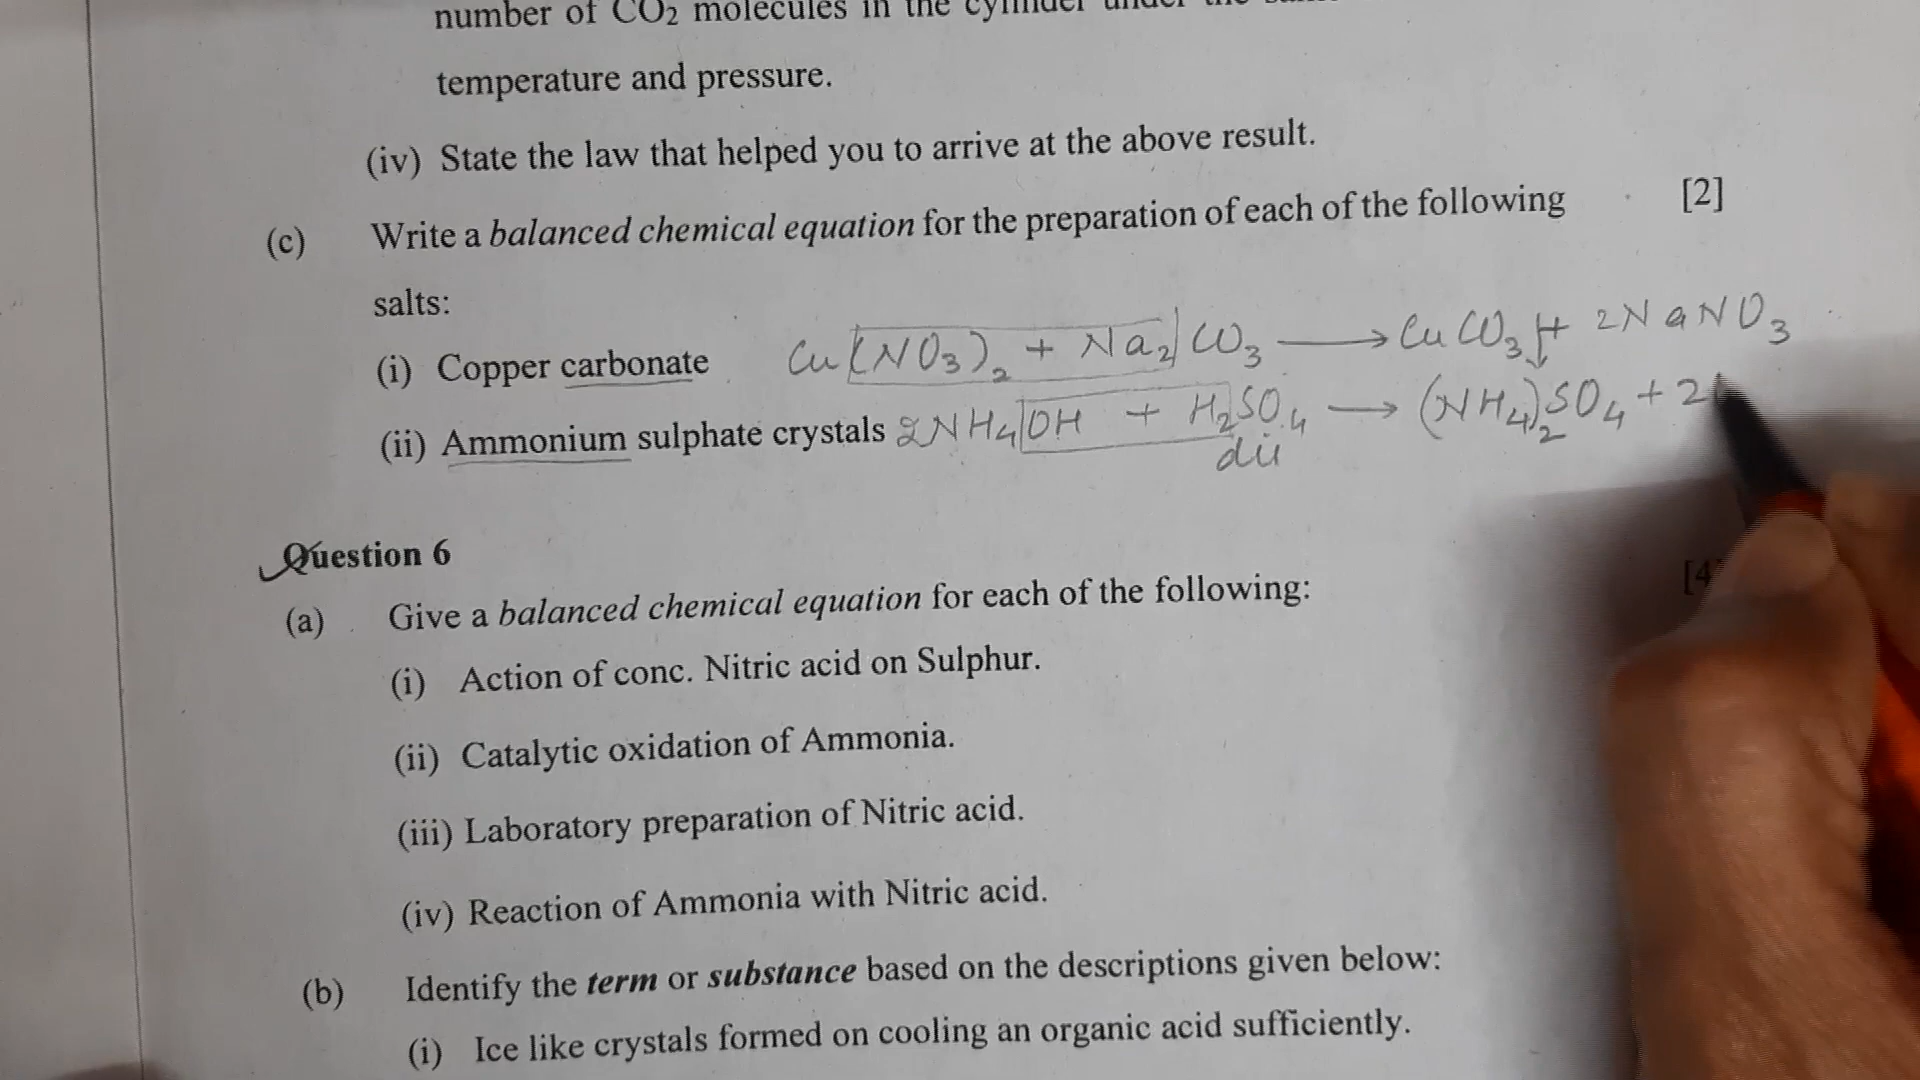 number of CO₂ molecules in the cylinder under the
temperature and pressure.
(iv) State the law that helped you to arrive at the above result.
(c) Write a balanced chemical equation for the preparation of each of the following [2]
salts:
(i) Copper carbonate Cu(NO₃)₂ + Na₂CO₃ → CuCO₃↓ + 2NaNO₃
(ii) Ammonium sulphate crystals 2NH₄OH + H₂SO₄ → (NH₄)₂SO₄ + 2
dil
Question 6
(a) Give a balanced chemical equation for each of the following: [4
(i) Action of conc. Nitric acid on Sulphur.
(ii) Catalytic oxidation of Ammonia.
(iii) Laboratory preparation of Nitric acid.
(iv) Reaction of Ammonia with Nitric acid.
(b) Identify the term or substance based on the descriptions given below:
(i) Ice like crystals formed on cooling an organic acid sufficiently.